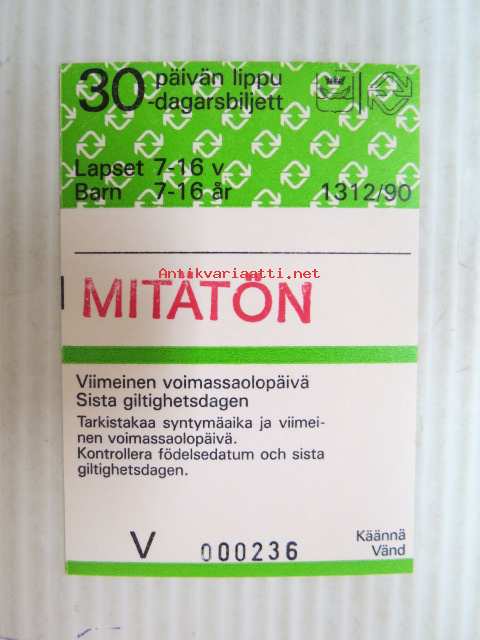 30 päivän lippu
-dagarsbiljett
Lapset 7-16 v
Barn 7-16 år 1312/90
Antikvariaatti.net
MITÄTÖN
Viimeinen voimassaolopäivä
Sista giltighetsdagen
Tarkistakaa syntymäaika ja viimei-
nen voimassaolopäivä.
Kontrollera födelsedatum och sista
giltighetsdagen.
V 000236
Käännä
Vänd